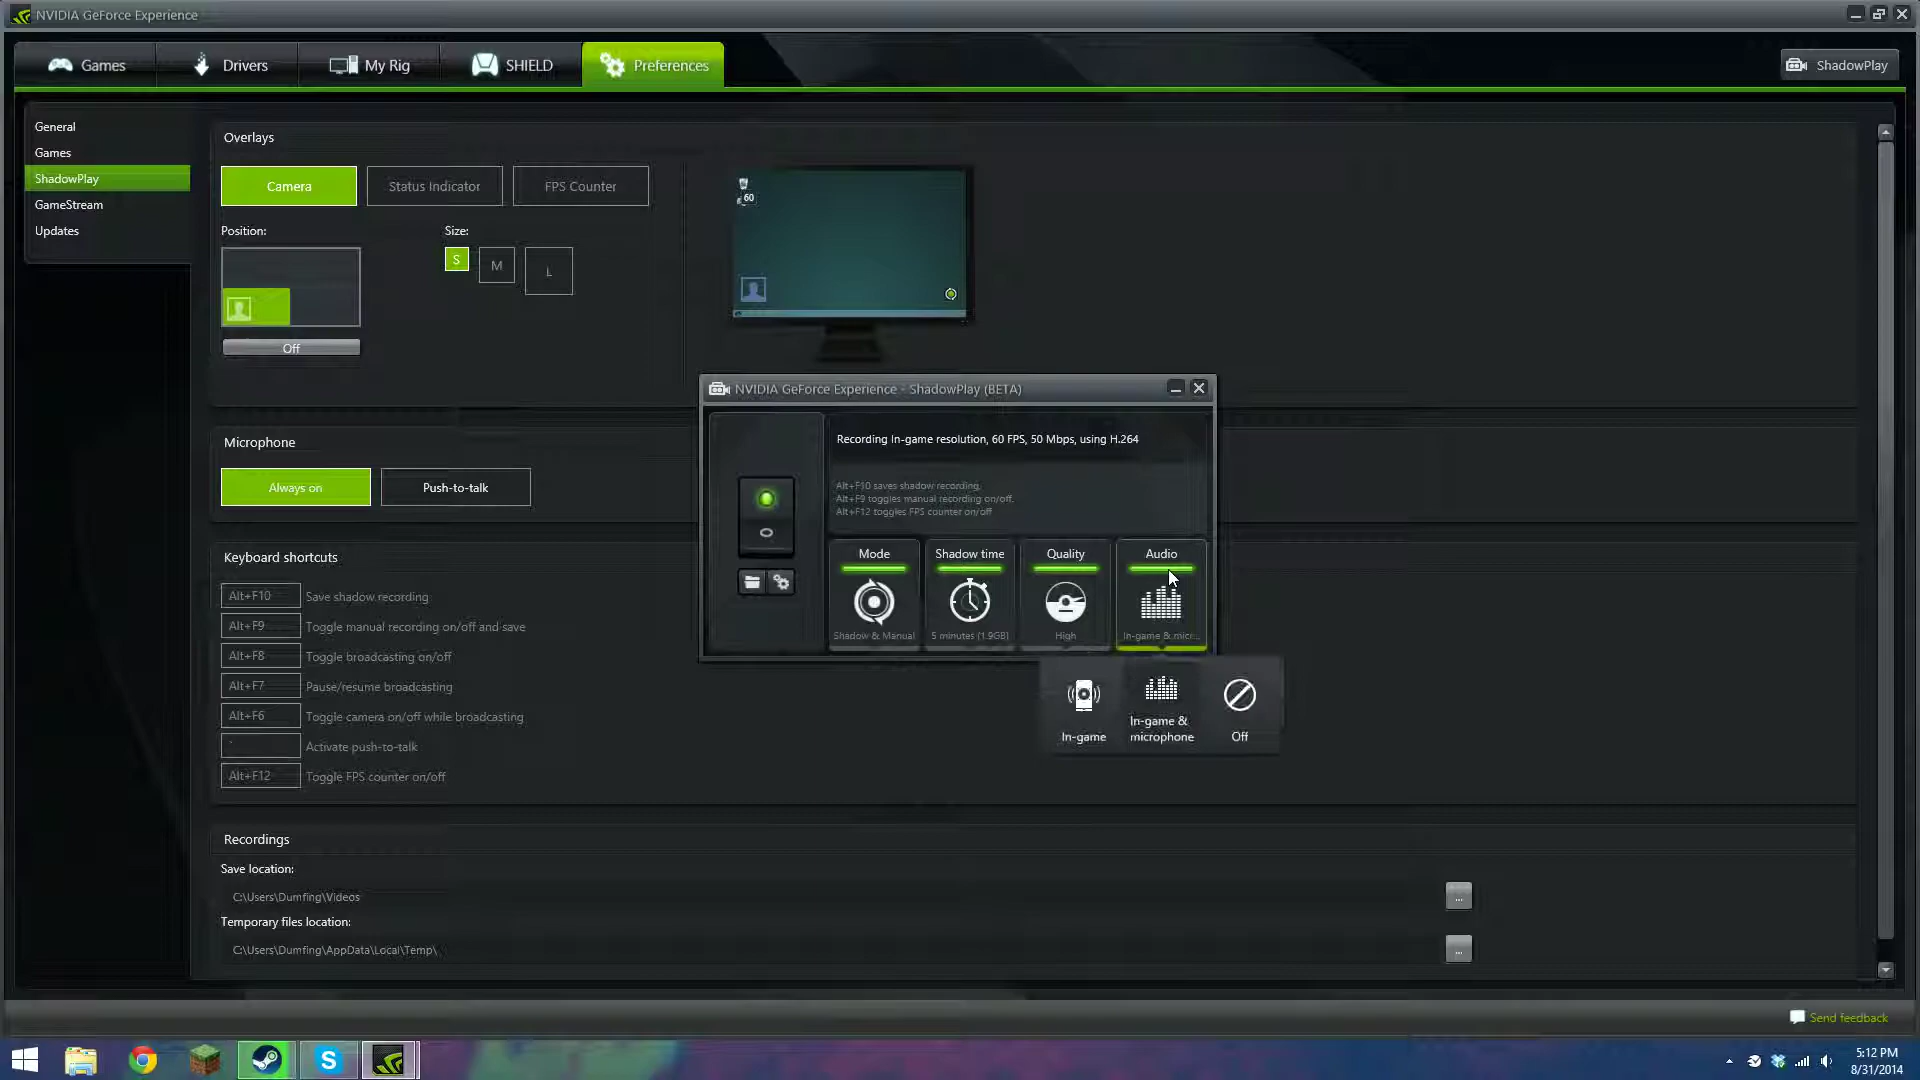 NVIDIA GeForce Experience
Games
Drivers
My Rig
SHIELD
Preferences
ShadowPlay
General
Games
ShadowPlay
GameStream
Updates
Overlays
Camera
Status Indicator
FPS Counter
Position:
Size:
S
M
L
Off
60
Microphone
Always on
Push-to-talk
Keyboard shortcuts
Alt+F10 Save shadow recording
Alt+F9 Toggle manual recording on/off and save
Alt+F8 Toggle broadcasting on/off
Alt+F7 Pause/resume broadcasting
Alt+F6 Toggle camera on/off while broadcasting
` Activate push-to-talk
Alt+F12 Toggle FPS counter on/off
NVIDIA GeForce Experience - ShadowPlay (BETA)
Recording In-game resolution, 60 FPS, 50 Mbps, using H.264
Alt+F10 saves shadow recording.
Alt+F9 toggles manual recording on/off.
Alt+F12 toggles FPS counter on/off
Mode
Shadow & Manual
Shadow time
5 minutes (1.9GB)
Quality
High
Audio
In-game & micr...
In-game
In-game &
microphone
Off
Recordings
Save location:
C:\Users\Dumfing\Videos
...
Temporary files location:
C:\Users\Dumfing\AppData\Local\Temp\
...
Send feedback
5:12 PM
8/31/2014